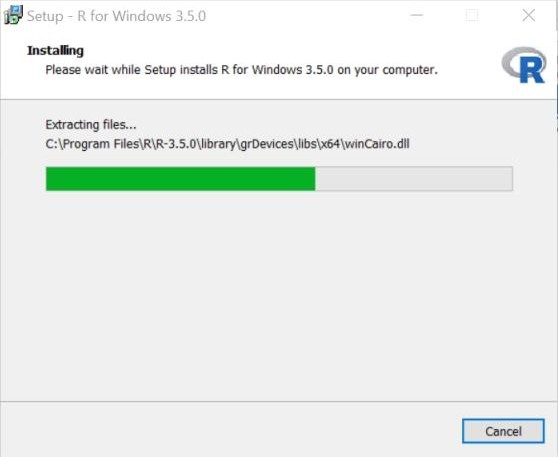 Setup - R for Windows 3.5.0
Installing
Please wait while Setup installs R for Windows 3.5.0 on your computer.
R
Extracting files...
C:\Program Files\R\R-3.5.0\library\grDevices\libs\x64\winCairo.dll
Cancel